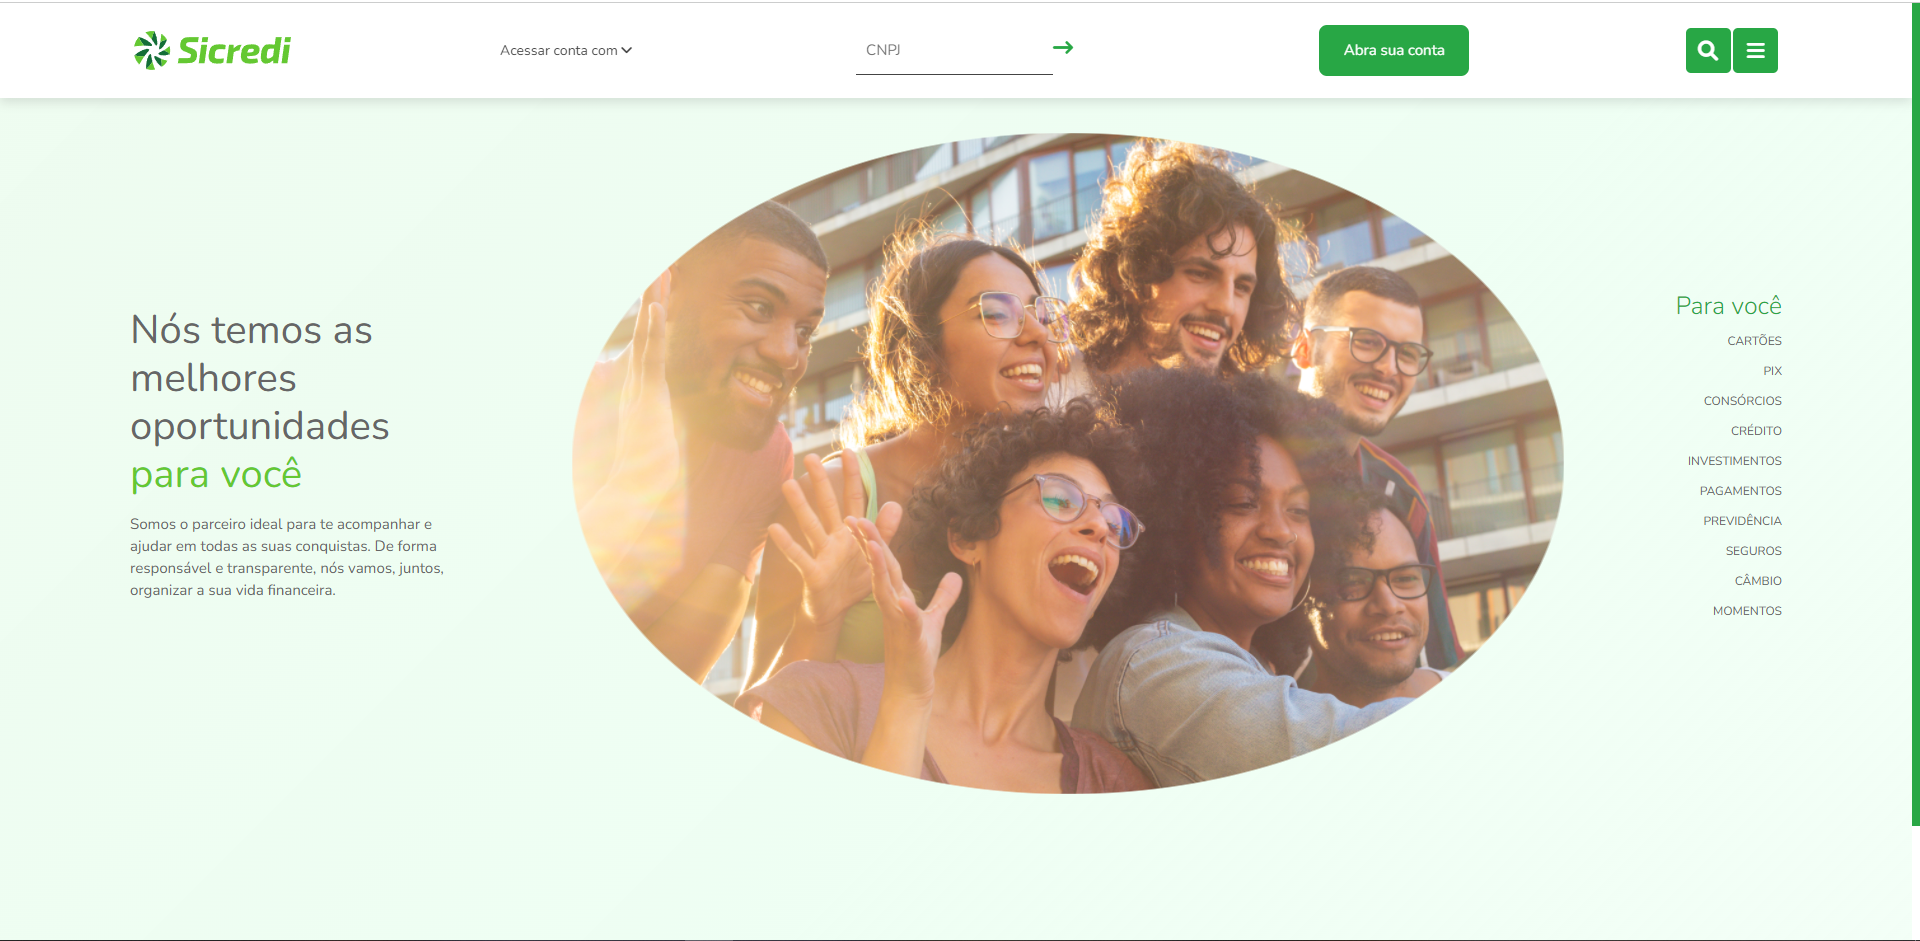 Sicredi
Acessar conta com
CNPJ
Abra sua conta
Nós temos as
melhores
oportunidades
para você
Somos o parceiro ideal para te acompanhar e
ajudar em todas as suas conquistas. De forma
responsável e transparente, nós vamos, juntos,
organizar a sua vida financeira.
Para você
CARTÕES
PIX
CONSÓRCIOS
CRÉDITO
INVESTIMENTOS
PAGAMENTOS
PREVIDÊNCIA
SEGUROS
CÂMBIO
MOMENTOS